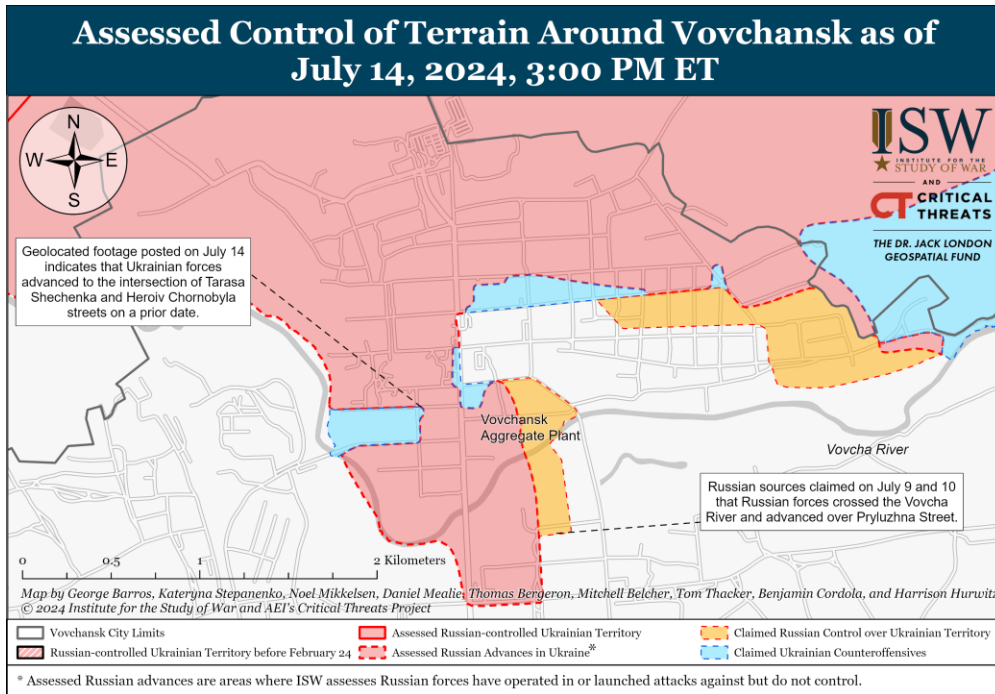 Assessed Control of Terrain Around Vovchansk as of
July 14, 2024, 3:00 PM ET
N
W E
S
ISW
INSTITUTE FOR THE
STUDY OF WAR
AND
CT CRITICAL
THREATS
THE DR. JACK LONDON
GEOSPATIAL FUND
Geolocated footage posted on July 14
indicates that Ukrainian forces
advanced to the intersection of Tarasa
Shechenka and Heroiv Chornobyla
streets on a prior date.
Vovchansk
Aggregate Plant
Vovcha River
Russian sources claimed on July 9 and 10
that Russian forces crossed the Vovcha
River and advanced over Pryluzhna Street.
0 0.5 1 2 Kilometers
Map by George Barros, Kateryna Stepanenko, Noel Mikkelsen, Daniel Mealie, Thomas Bergeron, Mitchell Belcher, Tom Thacker, Benjamin Cordola, and Harrison Hurwitz
© 2024 Institute for the Study of War and AEI's Critical Threats Project
Vovchansk City Limits
Assessed Russian-controlled Ukrainian Territory
Claimed Russian Control over Ukrainian Territory
Russian-controlled Ukrainian Territory before February 24
Assessed Russian Advances in Ukraine*
Claimed Ukrainian Counteroffensives
* Assessed Russian advances are areas where ISW assesses Russian forces have operated in or launched attacks against but do not control.